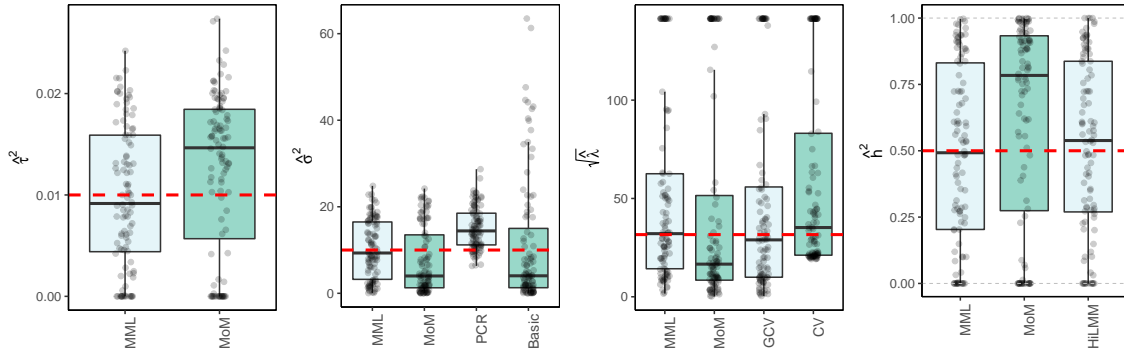 τ̂²
0.00
0.01
0.02
MML
MoM
σ̂²
0
20
40
60
MML
MoM
PCR
Basic
√λ̂
0
50
100
MML
MoM
GCV
CV
ĥ²
0.00
0.25
0.50
0.75
1.00
MML
MoM
HiLMM